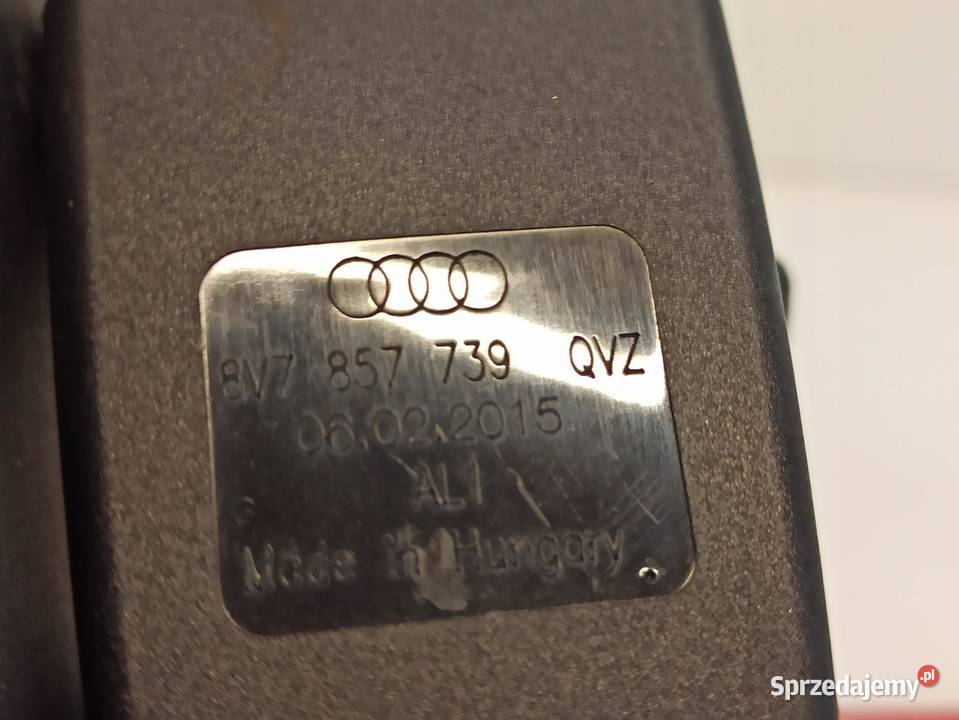 8V7 857 739 QVZ
06.02.2015
AL1
Made In Hungary
Sprzedajemy.pl